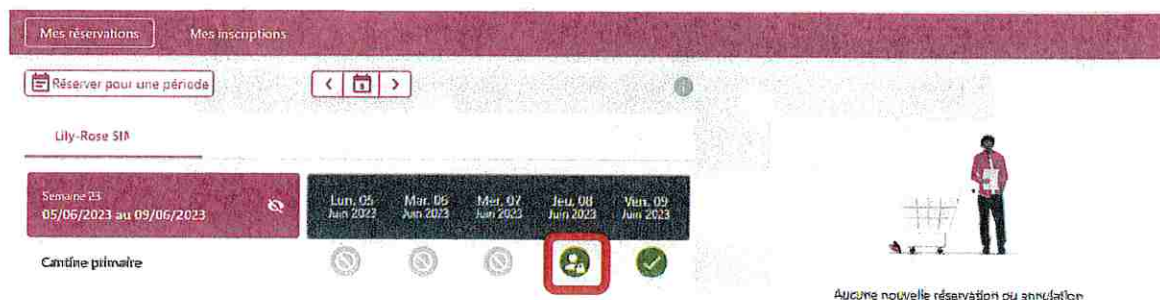 Mes réservations
Mes inscriptions
Réserver pour une période
Lily-Rose SIN
Semaine 23
05/06/2023 au 09/06/2023
Lun. 05 Juin 2023
Mar. 06 Juin 2023
Mer. 07 Juin 2023
Jeu. 08 Juin 2023
Ven. 09 Juin 2023
Cantine primaire
Aucune nouvelle réservation ou annulation